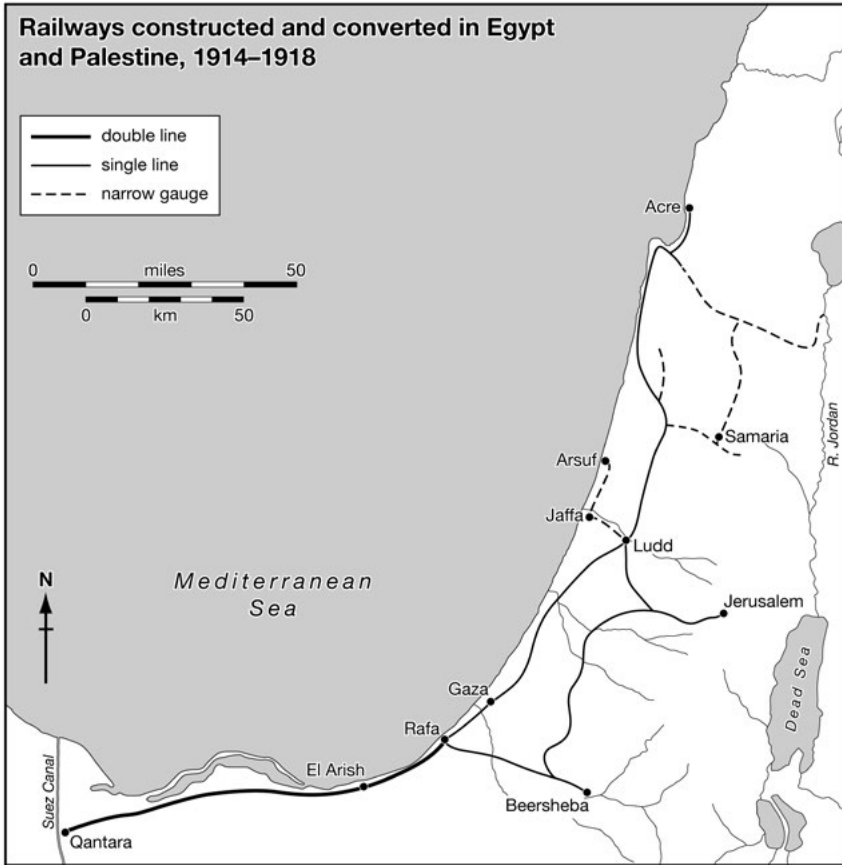 Railways constructed and converted in Egypt
and Palestine, 1914–1918
double line
single line
narrow gauge
0 miles 50
0 km 50
Acre
Samaria
R. Jordan
Arsuf
Jaffa
Ludd
N
Mediterranean
Sea
Jerusalem
Dead Sea
Gaza
Rafa
El Arish
Beersheba
Suez Canal
Qantara